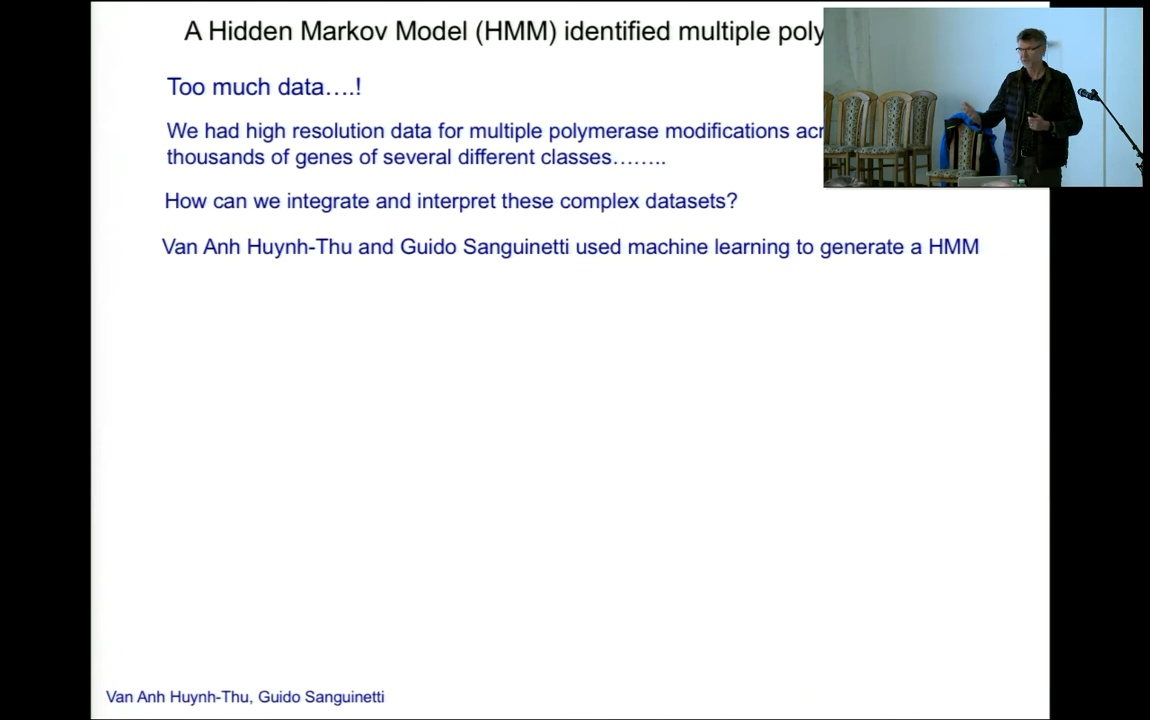 A Hidden Markov Model (HMM) identified multiple
Too much data….!
We had high resolution data for multiple polymerase modifications
thousands of genes of several different classes……..
How can we integrate and interpret these complex datasets?
Van Anh Huynh-Thu and Guido Sanguinetti used machine learning to generate a HMM
Van Anh Huynh-Thu, Guido Sanguinetti